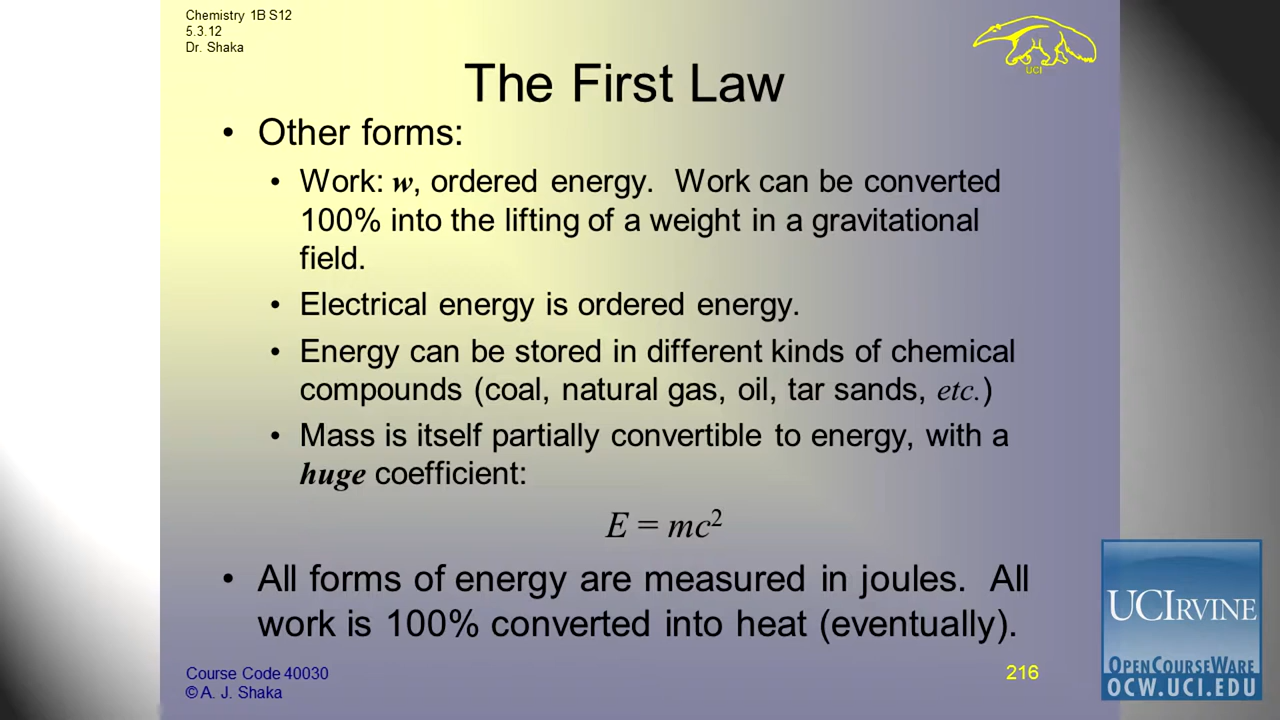 Chemistry 1B S12
5.3.12
Dr. Shaka
UCI
The First Law
• Other forms:
• Work: w, ordered energy. Work can be converted
100% into the lifting of a weight in a gravitational
field.
• Electrical energy is ordered energy.
• Energy can be stored in different kinds of chemical
compounds (coal, natural gas, oil, tar sands, etc.)
• Mass is itself partially convertible to energy, with a
huge coefficient:
E = mc²
• All forms of energy are measured in joules. All
work is 100% converted into heat (eventually).
Course Code 40030
© A. J. Shaka
216
UCIRVINE
OPENCOURSEWARE
OCW.UCI.EDU